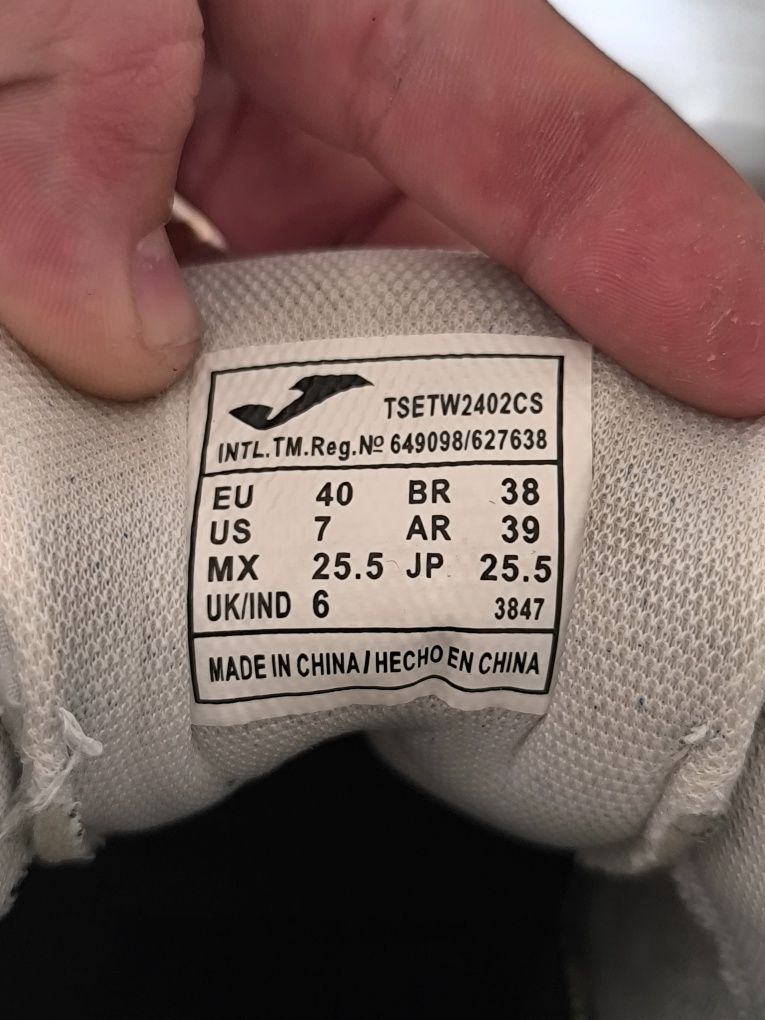 TSETW2402CS
INTL.TM.Reg.Nº 649098/627638
EU 40 BR 38
US 7 AR 39
MX 25.5 JP 25.5
UK/IND 6 3847
MADE IN CHINA/HECHO EN CHINA